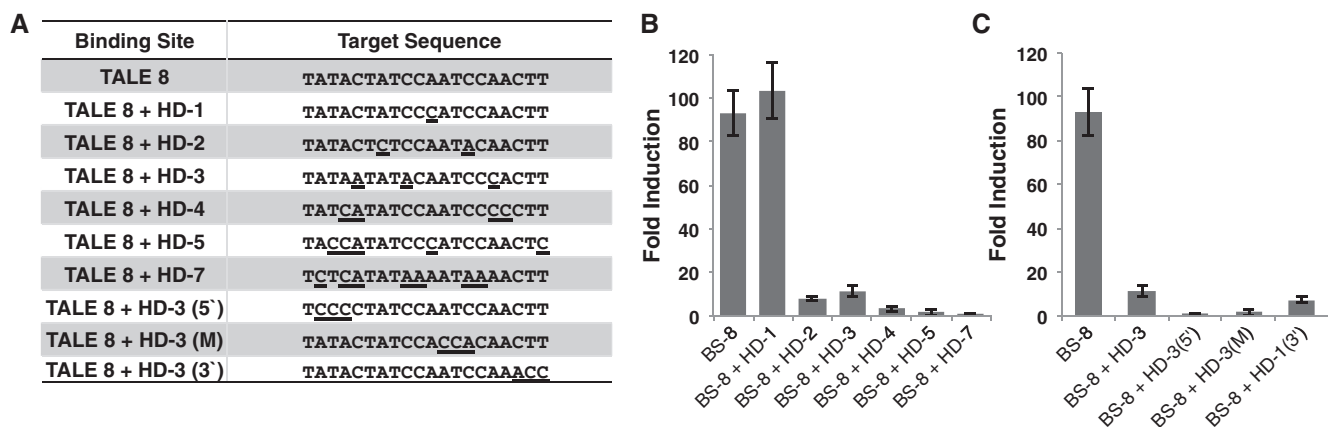 A
Binding Site Target Sequence
TALE 8 TATACTATCCAATCCAACTT
TALE 8 + HD-1 TATACTATCCCATCCAACTT
TALE 8 + HD-2 TATACTCTCCAATACAACTT
TALE 8 + HD-3 TATAATATACAATCCCACTT
TALE 8 + HD-4 TATCATATCCAATCCCCCTT
TALE 8 + HD-5 TACCATATCCCATCCAACTC
TALE 8 + HD-7 TCTCATATAAAATAAAACTT
TALE 8 + HD-3 (5`) TCCCCTATCCAATCCAACTT
TALE 8 + HD-3 (M) TATACTATCCACCACAACTT
TALE 8 + HD-3 (3`) TATACTATCCAATCCAAACC
B
Fold Induction
120
100
80
60
40
20
0
BS-8
BS-8 + HD-1
BS-8 + HD-2
BS-8 + HD-3
BS-8 + HD-4
BS-8 + HD-5
BS-8 + HD-7
C
Fold Induction
120
100
80
60
40
20
0
BS-8
BS-8 + HD-3
BS-8 + HD-3(5')
BS-8 + HD-3(M)
BS-8 + HD-1(3')